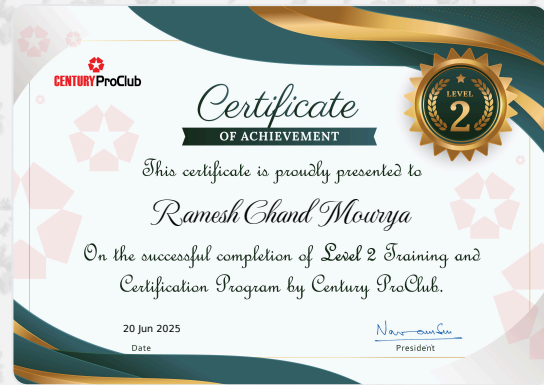 CENTURY ProClub
LEVEL
2
Certificate
OF ACHIEVEMENT
This certificate is proudly presented to
Ramesh Chand Mourya
On the successful completion of Level 2 Training and
Certification Program by Century ProClub.
20 Jun 2025
Date
President